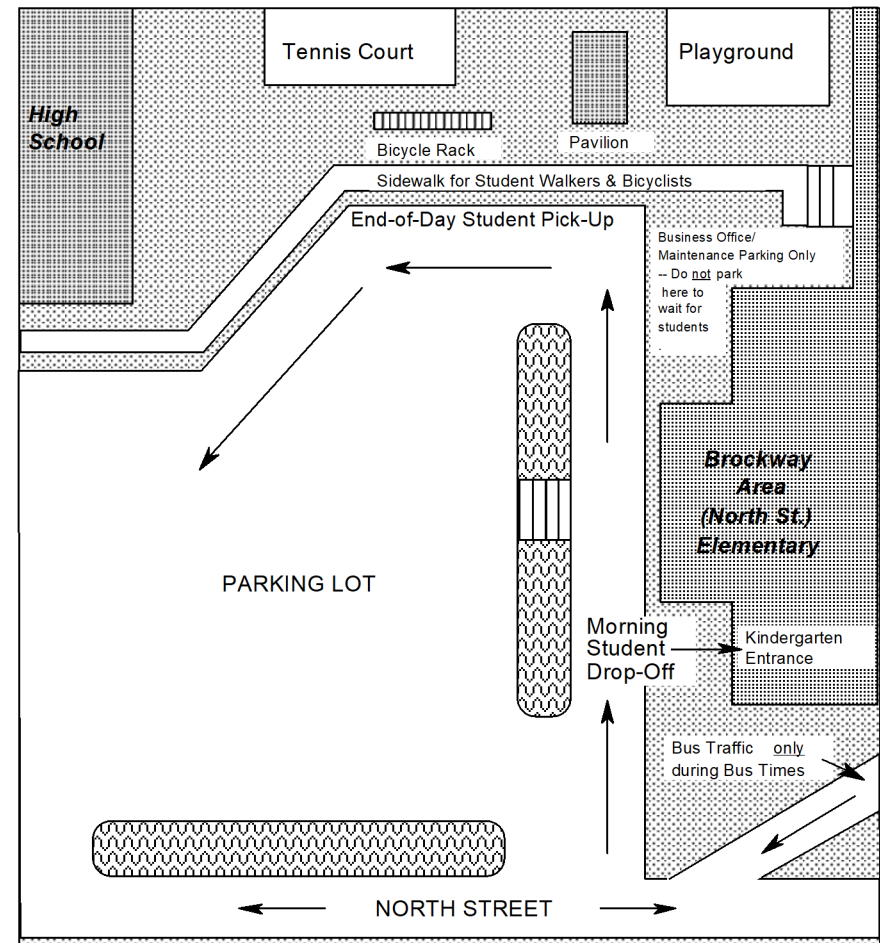 Tennis Court
Playground
High
School
Bicycle Rack
Pavilion
Sidewalk for Student Walkers & Bicyclists
End-of-Day Student Pick-Up
Business Office/
Maintenance Parking Only
-- Do not park
here to
wait for
students
.
Brockway
Area
(North St.)
Elementary
PARKING LOT
Morning
Student
Drop-Off
Kindergarten
Entrance
Bus Traffic only
during Bus Times
NORTH STREET